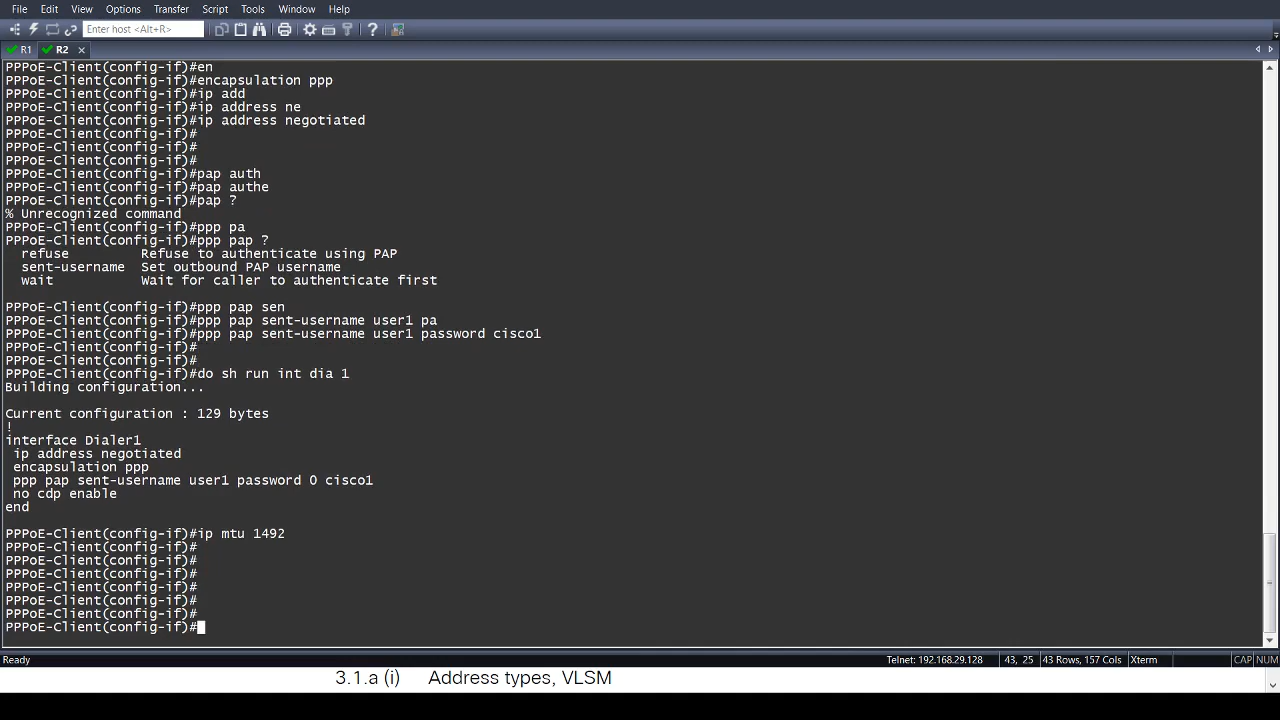 File Edit View Options Transfer Script Tools Window Help
Enter host <Alt+R>
R1 R2
PPPoE-Client(config-if)#en
PPPoE-Client(config-if)#encapsulation ppp
PPPoE-Client(config-if)#ip add
PPPoE-Client(config-if)#ip address ne
PPPoE-Client(config-if)#ip address negotiated
PPPoE-Client(config-if)#
PPPoE-Client(config-if)#
PPPoE-Client(config-if)#
PPPoE-Client(config-if)#pap auth
PPPoE-Client(config-if)#pap authe
PPPoE-Client(config-if)#pap ?
% Unrecognized command
PPPoE-Client(config-if)#ppp pa
PPPoE-Client(config-if)#ppp pap ?
refuse Refuse to authenticate using PAP
sent-username Set outbound PAP username
wait Wait for caller to authenticate first
PPPoE-Client(config-if)#ppp pap sen
PPPoE-Client(config-if)#ppp pap sent-username user1 pa
PPPoE-Client(config-if)#ppp pap sent-username user1 password cisco1
PPPoE-Client(config-if)#
PPPoE-Client(config-if)#
PPPoE-Client(config-if)#do sh run int dia 1
Building configuration...
Current configuration : 129 bytes
!
interface Dialer1
ip address negotiated
encapsulation ppp
ppp pap sent-username user1 password 0 cisco1
no cdp enable
end
PPPoE-Client(config-if)#ip mtu 1492
PPPoE-Client(config-if)#
PPPoE-Client(config-if)#
PPPoE-Client(config-if)#
PPPoE-Client(config-if)#
PPPoE-Client(config-if)#
PPPoE-Client(config-if)#
PPPoE-Client(config-if)#
Ready Telnet: 192.168.29.128 43, 25 43 Rows, 157 Cols Xterm CAP NUM
3.1.a (i) Address types, VLSM